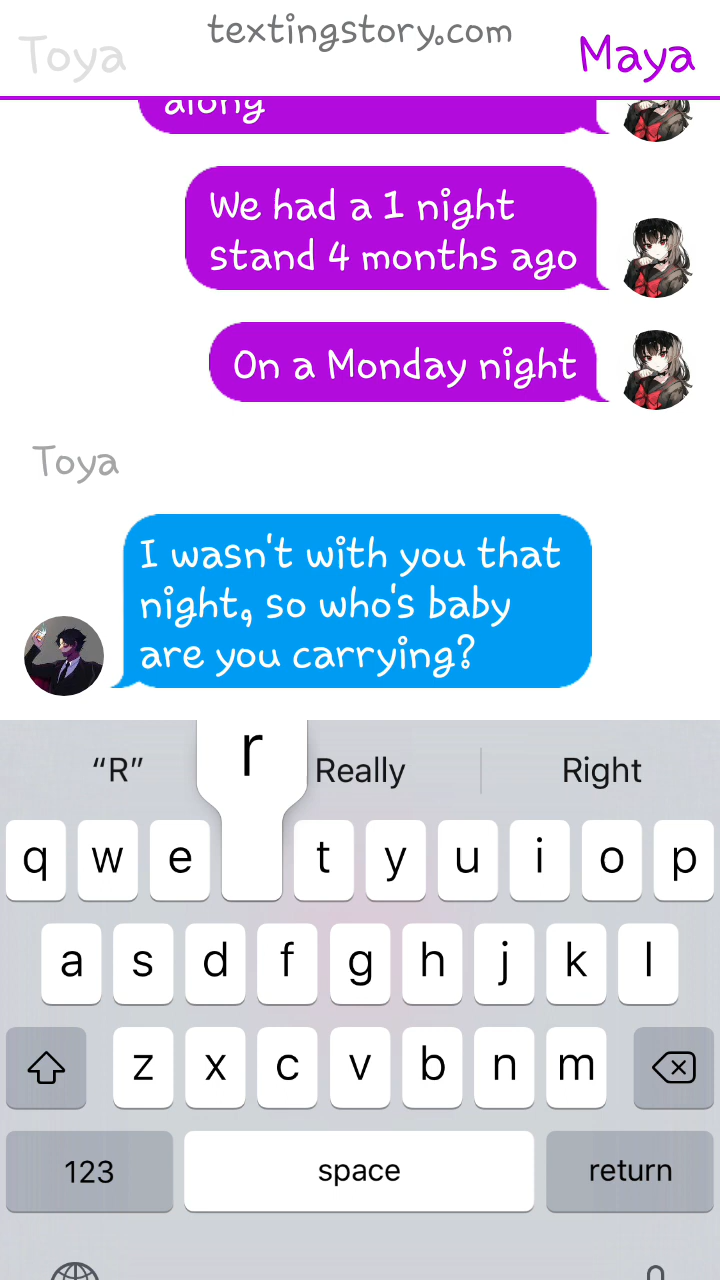 textingstory.com
Toya
Maya
along
We had a 1 night
stand 4 months ago
On a Monday night
Toya
I wasn't with you that
night, so who's baby
are you carrying?
“R”
r
Really
Right
q w e t y u i o p
a s d f g h j k l
z x c v b n m
123
space
return